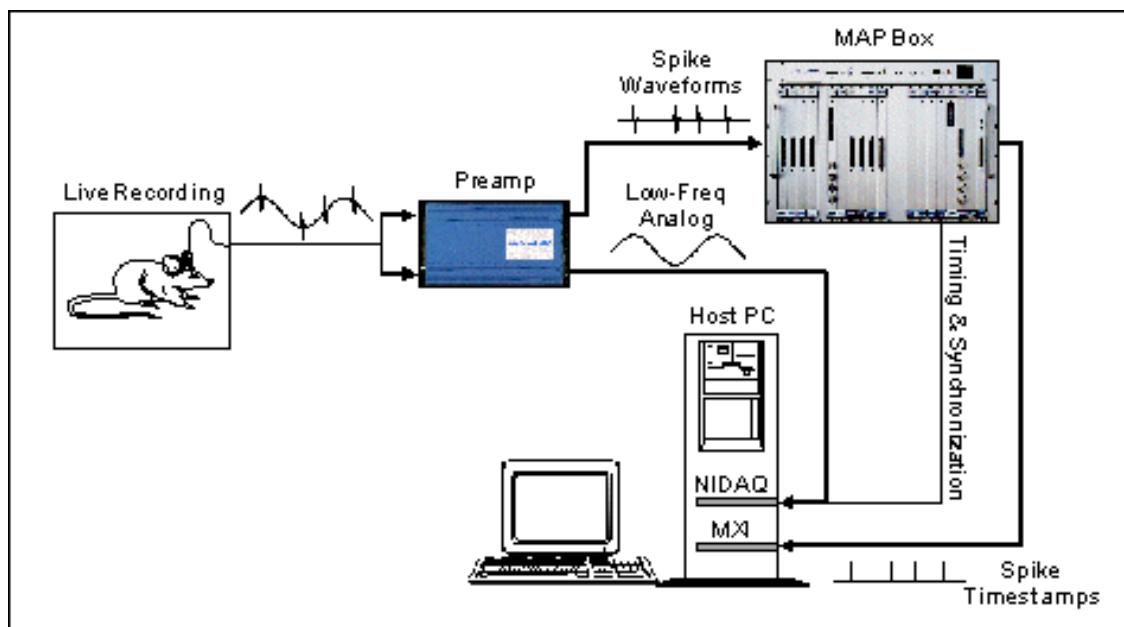 MAP Box
Spike
Waveforms
Live Recording
Preamp
Low-Freq
Analog
Timing & Synchronization
Host PC
NIDAQ
MXI
Spike
Timestamps